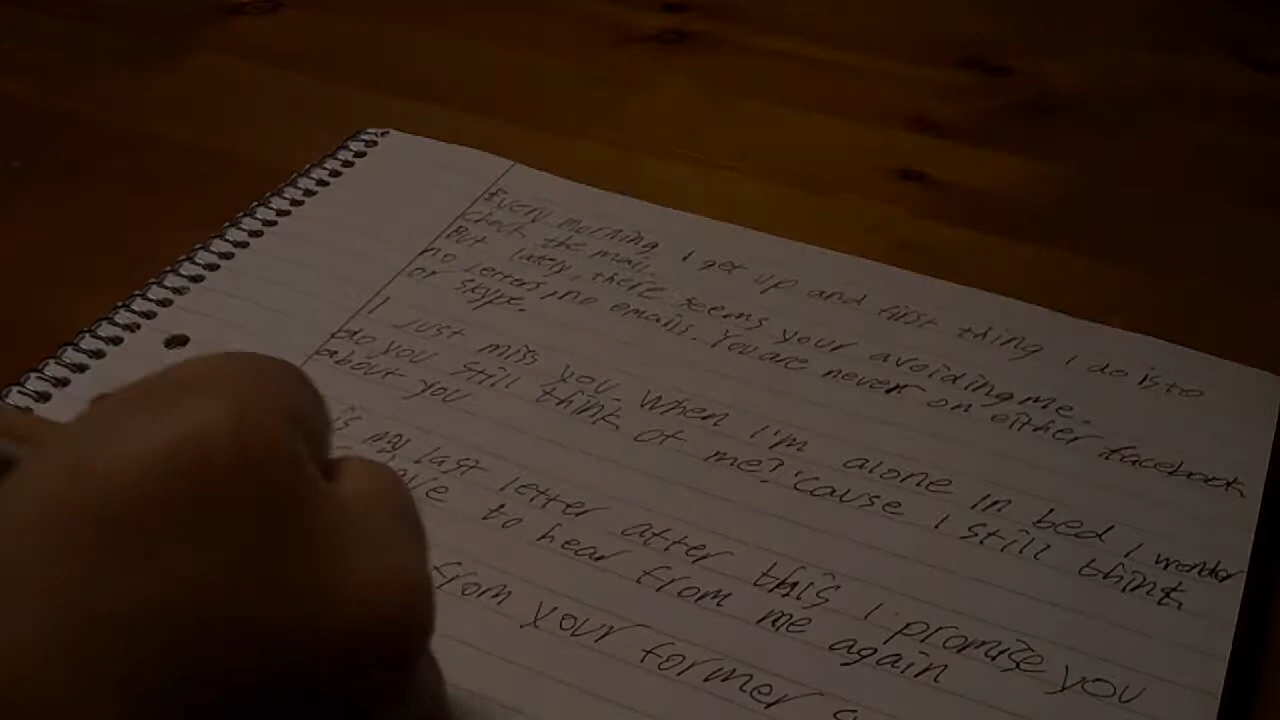 Every morning, I get up and first thing I do is to
check the mail.
But lately, there seems your avoiding me.
no letters, no emails. You are never on either facebook
or skype.
I Just miss you. When I'm alone in bed I wonder
do you still think of me? 'cause I still think
about you
is my last letter after this I promise you
to hear from me again
from your former